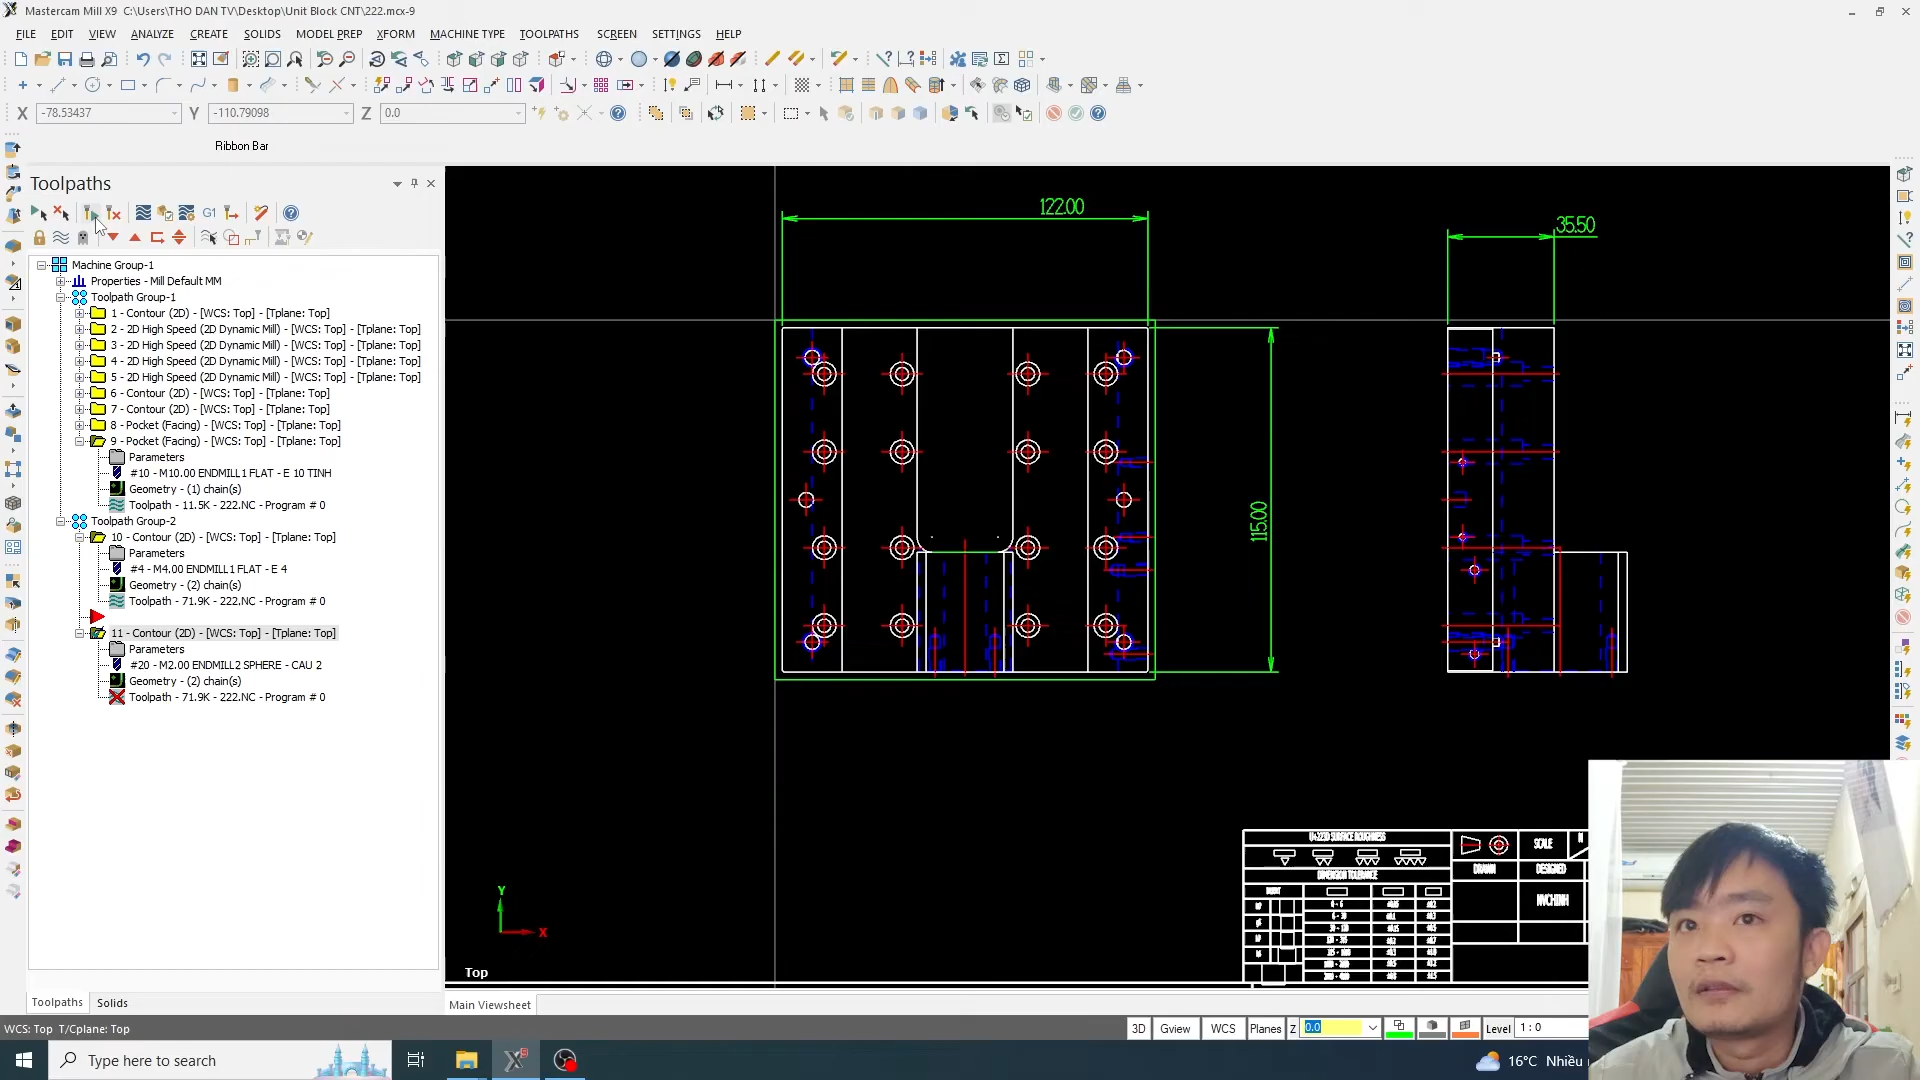 Mastercam Mill X9  C:\Users\THO DAN TV\Desktop\Unit Block CNT\222.mcx-9
FILE EDIT VIEW ANALYZE CREATE SOLIDS MODEL PREP XFORM MACHINE TYPE TOOLPATHS SCREEN SETTINGS HELP
X -78.53437 Y -110.79098 Z 0.0
Ribbon Bar
Toolpaths
G1
Machine Group-1
Properties - Mill Default MM
Toolpath Group-1
1 - Contour (2D) - [WCS: Top] - [Tplane: Top]
2 - 2D High Speed (2D Dynamic Mill) - [WCS: Top] - [Tplane: Top]
3 - 2D High Speed (2D Dynamic Mill) - [WCS: Top] - [Tplane: Top]
4 - 2D High Speed (2D Dynamic Mill) - [WCS: Top] - [Tplane: Top]
5 - 2D High Speed (2D Dynamic Mill) - [WCS: Top] - [Tplane: Top]
6 - Contour (2D) - [WCS: Top] - [Tplane: Top]
7 - Contour (2D) - [WCS: Top] - [Tplane: Top]
8 - Pocket (Facing) - [WCS: Top] - [Tplane: Top]
9 - Pocket (Facing) - [WCS: Top] - [Tplane: Top]
Parameters
#10 - M10.00 ENDMILL1 FLAT - E 10 TINH
Geometry - (1) chain(s)
Toolpath - 11.5K - 222.NC - Program # 0
Toolpath Group-2
10 - Contour (2D) - [WCS: Top] - [Tplane: Top]
Parameters
#4 - M4.00 ENDMILL1 FLAT - E 4
Geometry - (2) chain(s)
Toolpath - 71.9K - 222.NC - Program # 0
11 - Contour (2D) - [WCS: Top] - [Tplane: Top]
Parameters
#20 - M2.00 ENDMILL2 SPHERE - CAU 2
Geometry - (2) chain(s)
Toolpath - 71.9K - 222.NC - Program # 0
122.00
35.50
115.00
SURFACE ROUGHNESS
SCALE
DIMENSION TOLERANCE
DRAWN
DESIGNED
NVCHINH
Y
X
Top
Toolpaths Solids
Main Viewsheet
WCS: Top  T/Cplane: Top
3D Gview WCS Planes Z 0.0 Level 1 : 0
Type here to search
16°C Nhiều